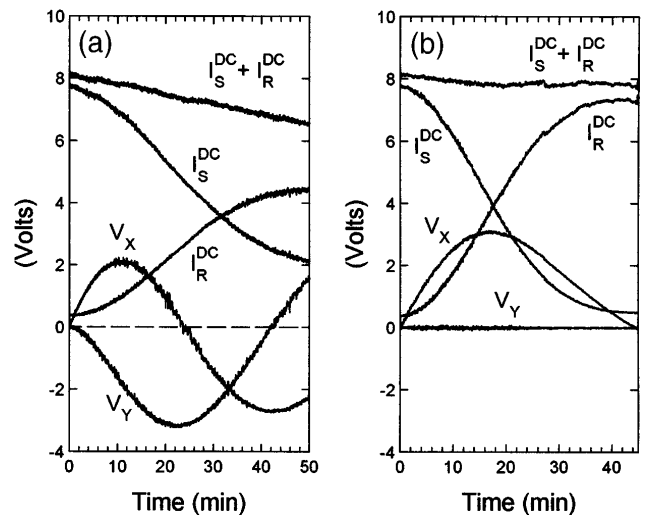 (a)
I_S^DC + I_R^DC
I_S^DC
V_X
I_R^DC
V_Y
10
8
6
4
2
0
-2
-4
(Volts)
0 10 20 30 40 50
Time (min)
(b)
I_S^DC + I_R^DC
I_S^DC
I_R^DC
V_X
V_Y
10
8
6
4
2
0
-2
-4
(Volts)
0 10 20 30 40
Time (min)